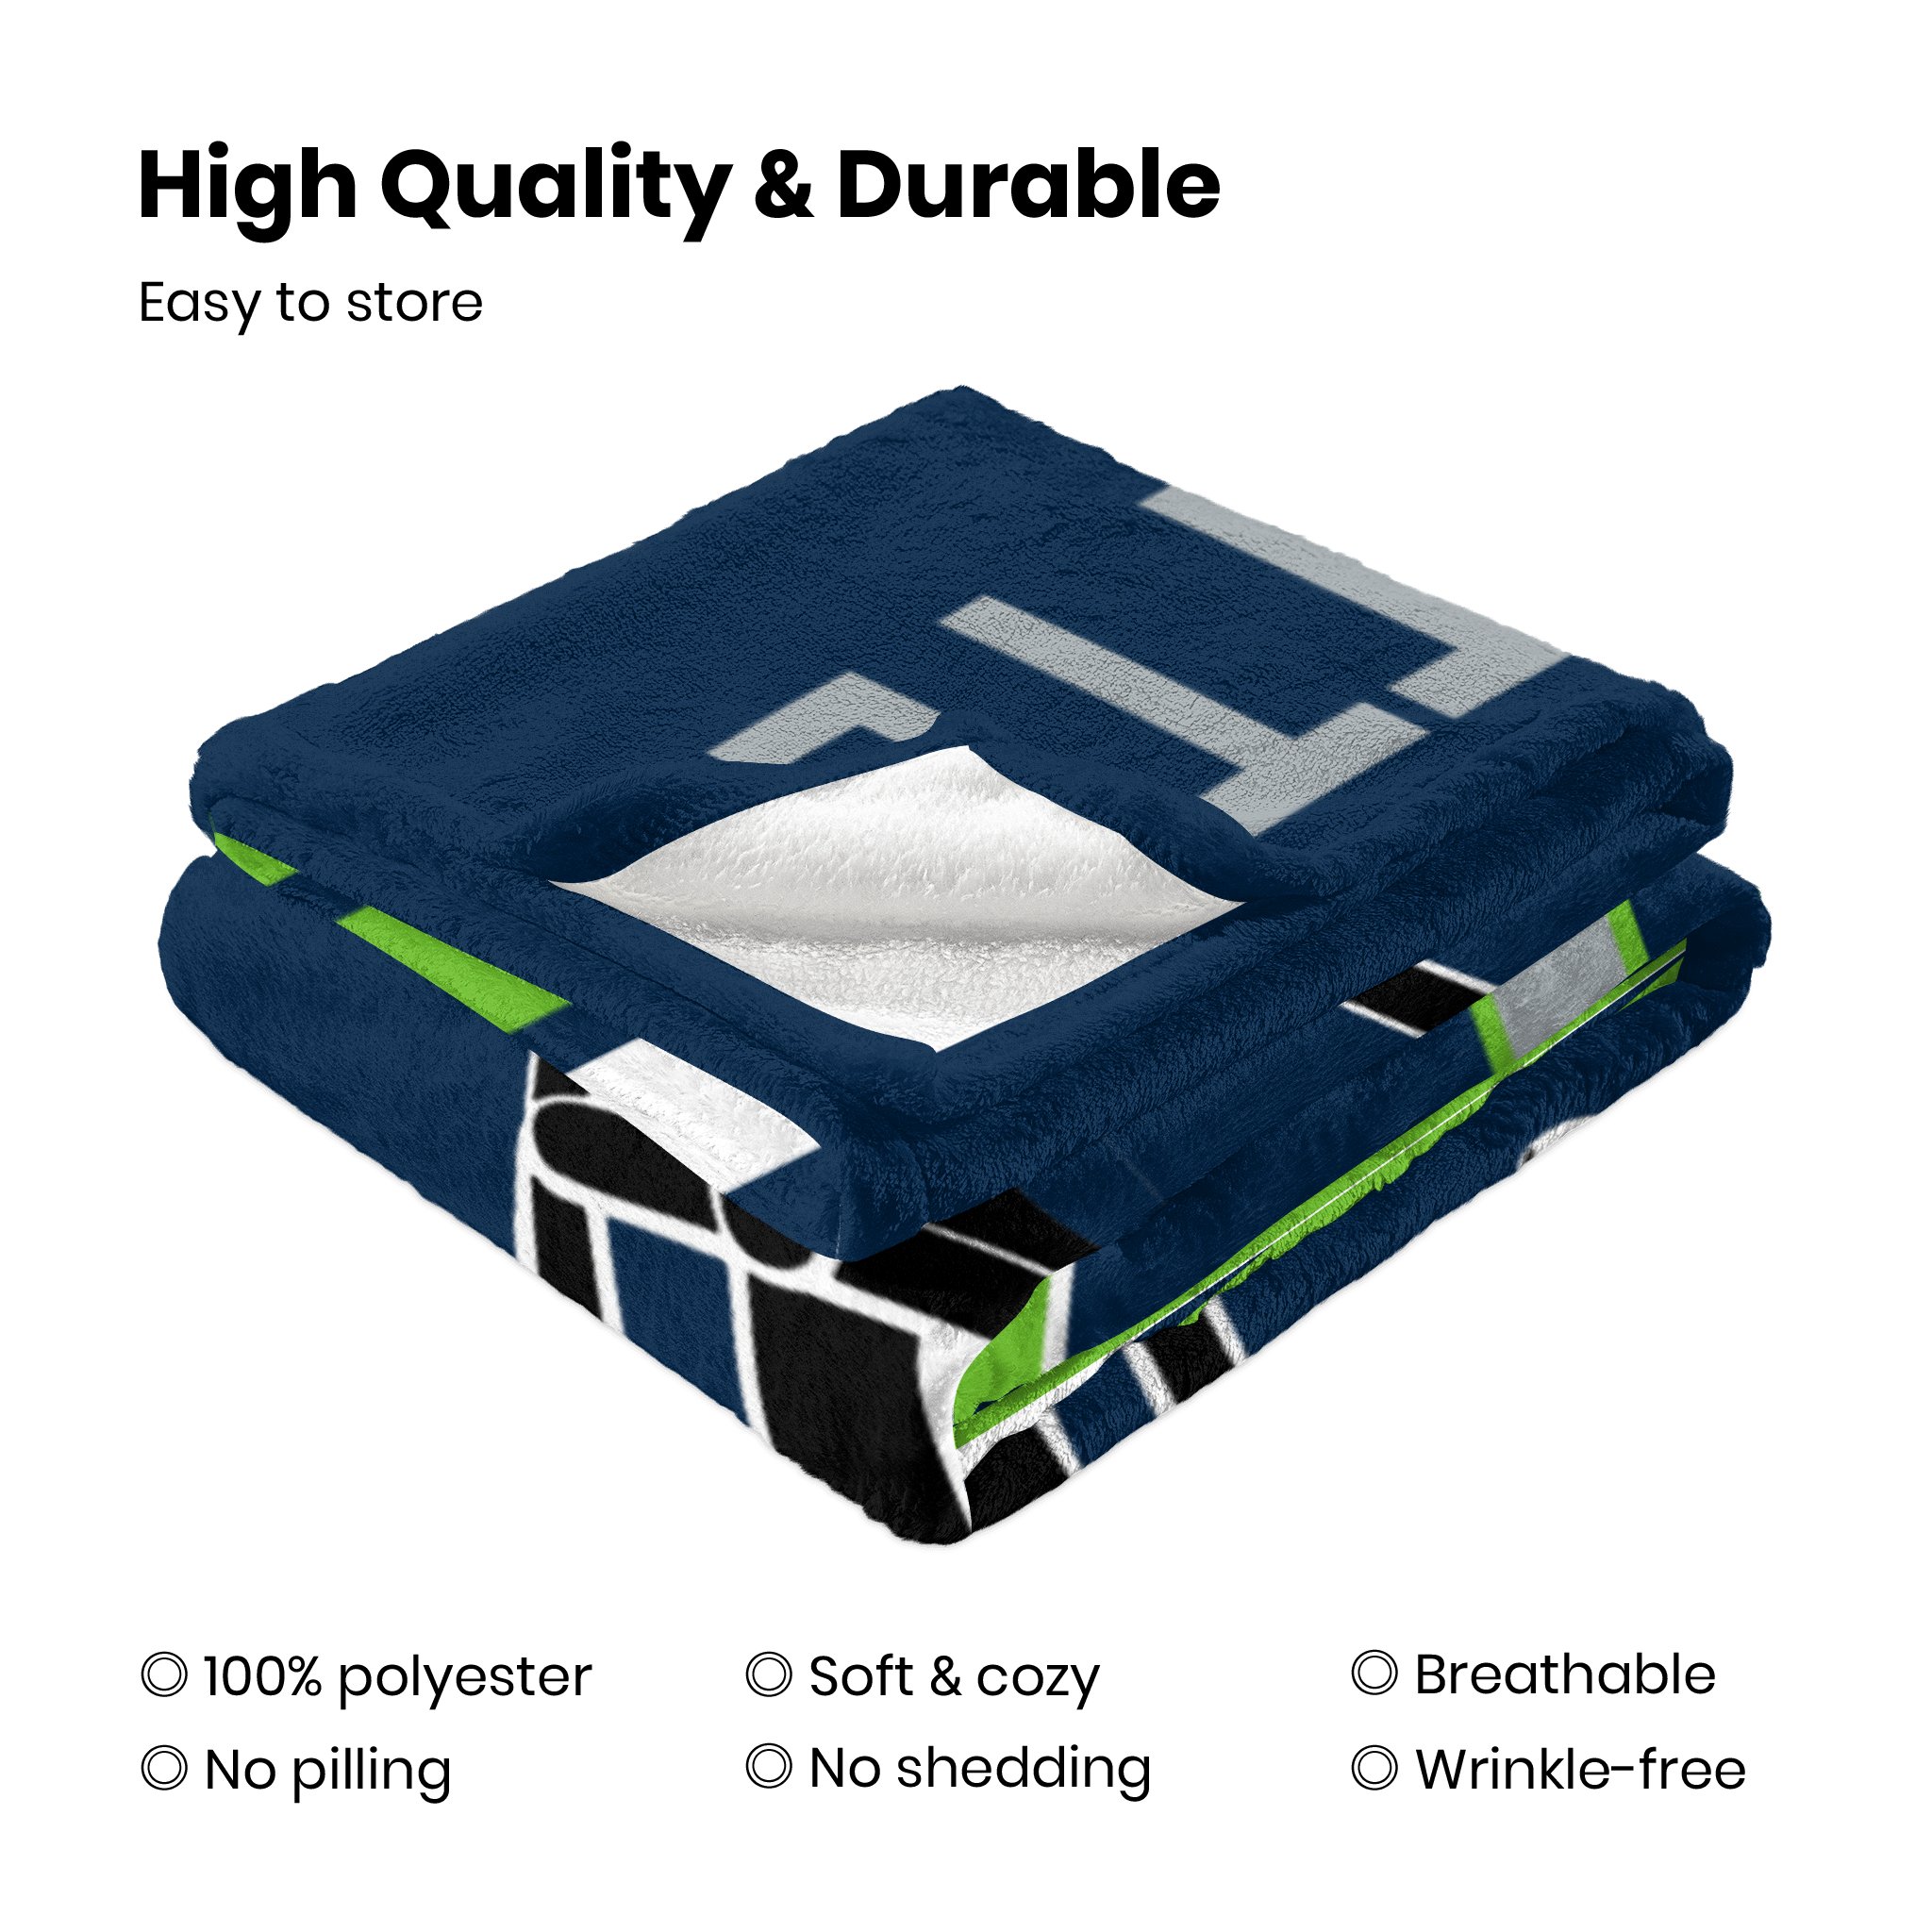 High Quality & Durable
Easy to store
100% polyester
Soft & cozy
Breathable
No pilling
No shedding
Wrinkle-free